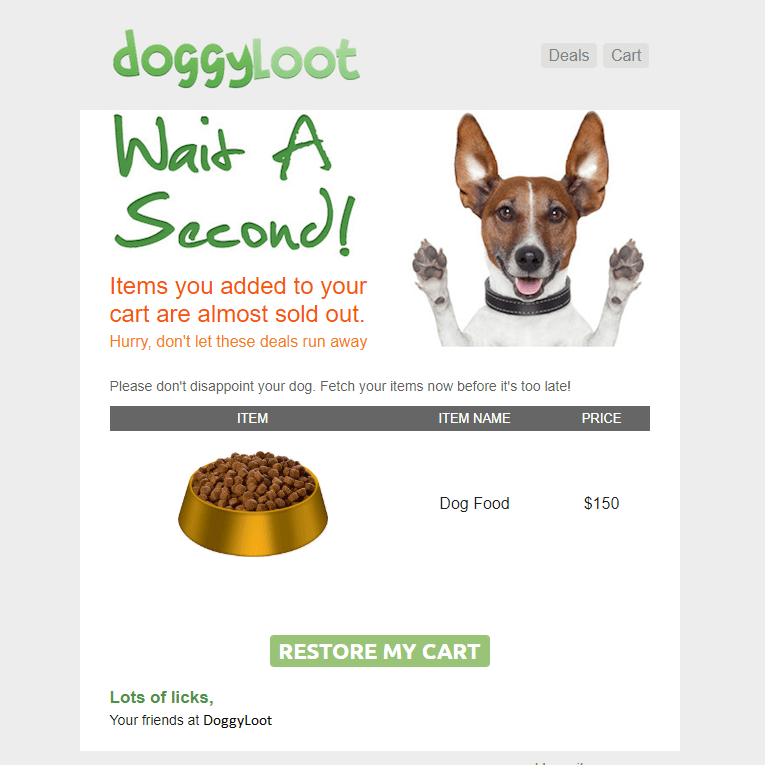 doggyloot
Deals Cart
Wait A
Second!
Items you added to your
cart are almost sold out.
Hurry, don't let these deals run away
Please don't disappoint your dog. Fetch your items now before it's too late!
ITEM ITEM NAME PRICE
Dog Food $150
RESTORE MY CART
Lots of licks,
Your friends at DoggyLoot